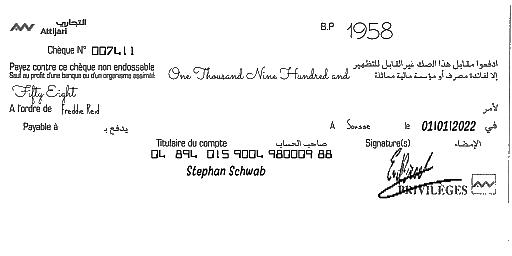 التجاري
Attijari
B.P 1958
Chèque N° 007411
Payez contre ce chèque non endossable
Sauf au profit d'une banque ou d'un organisme assimilé
One Thousand Nine Hundred and
ادفعوا مقابل هذا الصك غير القابل للتظهير
إلا لفائدة مصرف أو مؤسسة مالية مماثلة
Fifty Eight
A l'ordre de Freddie Reid
لأمر
Payable à
يدفع بـ
A Sousse le 01/01/2022 في
Titulaire du compte صاحب الحساب
Signature(s) الإمضاء
04 894 015 9004 980009 88
Stephan Schwab
PRIVILÈGES